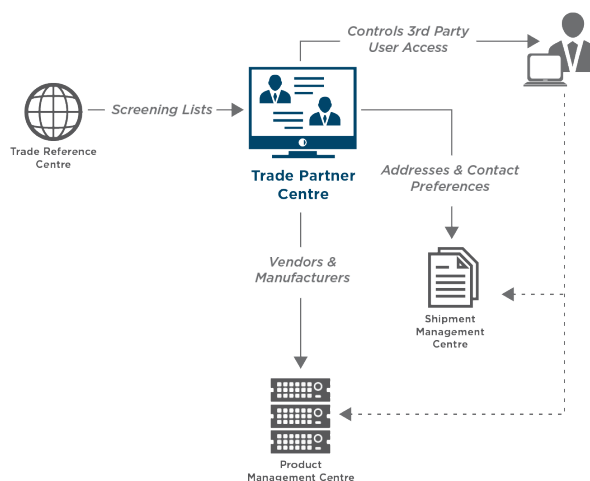 Controls 3rd Party
User Access
Screening Lists
Trade Reference
Centre
Trade Partner
Centre
Addresses & Contact
Preferences
Vendors &
Manufacturers
Shipment
Management
Centre
Product
Management Centre